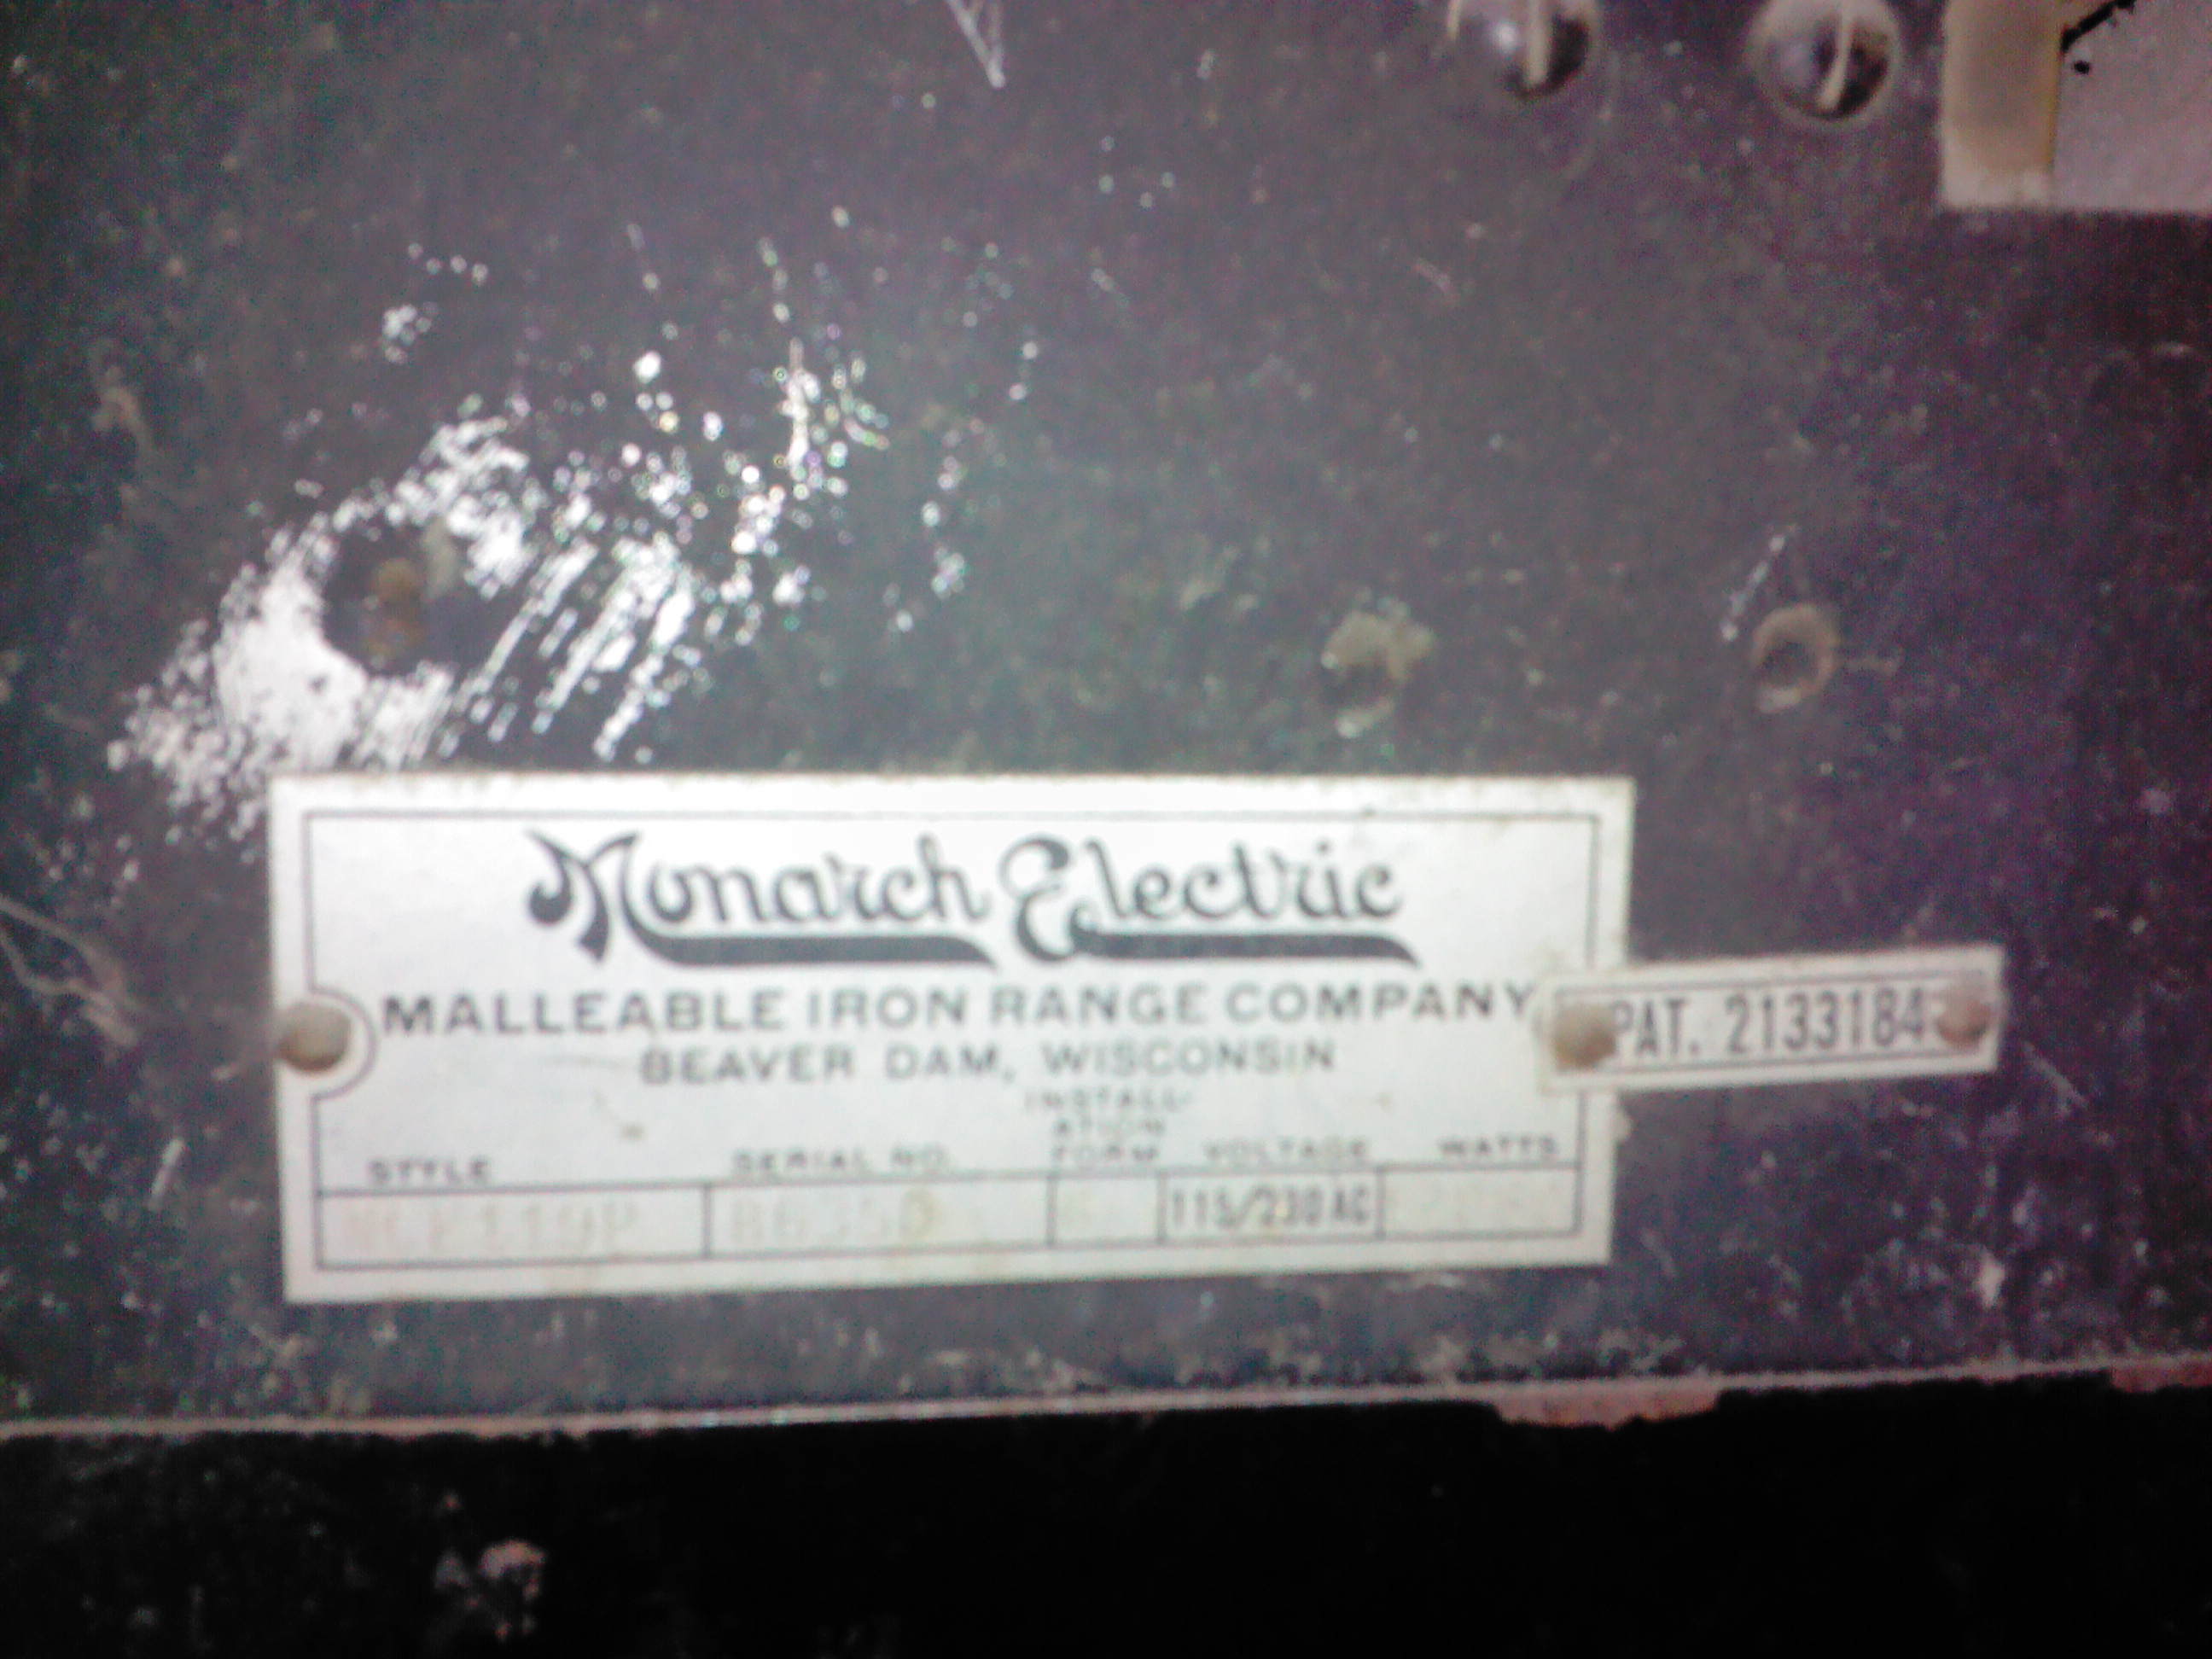 Monarch Electric
MALLEABLE IRON RANGE COMPANY
PAT. 2133184
BEAVER DAM, WISCONSIN
INSTALL-
ATION
STYLE SERIAL NO. FORM VOLTAGE WATTS
115/230 AC